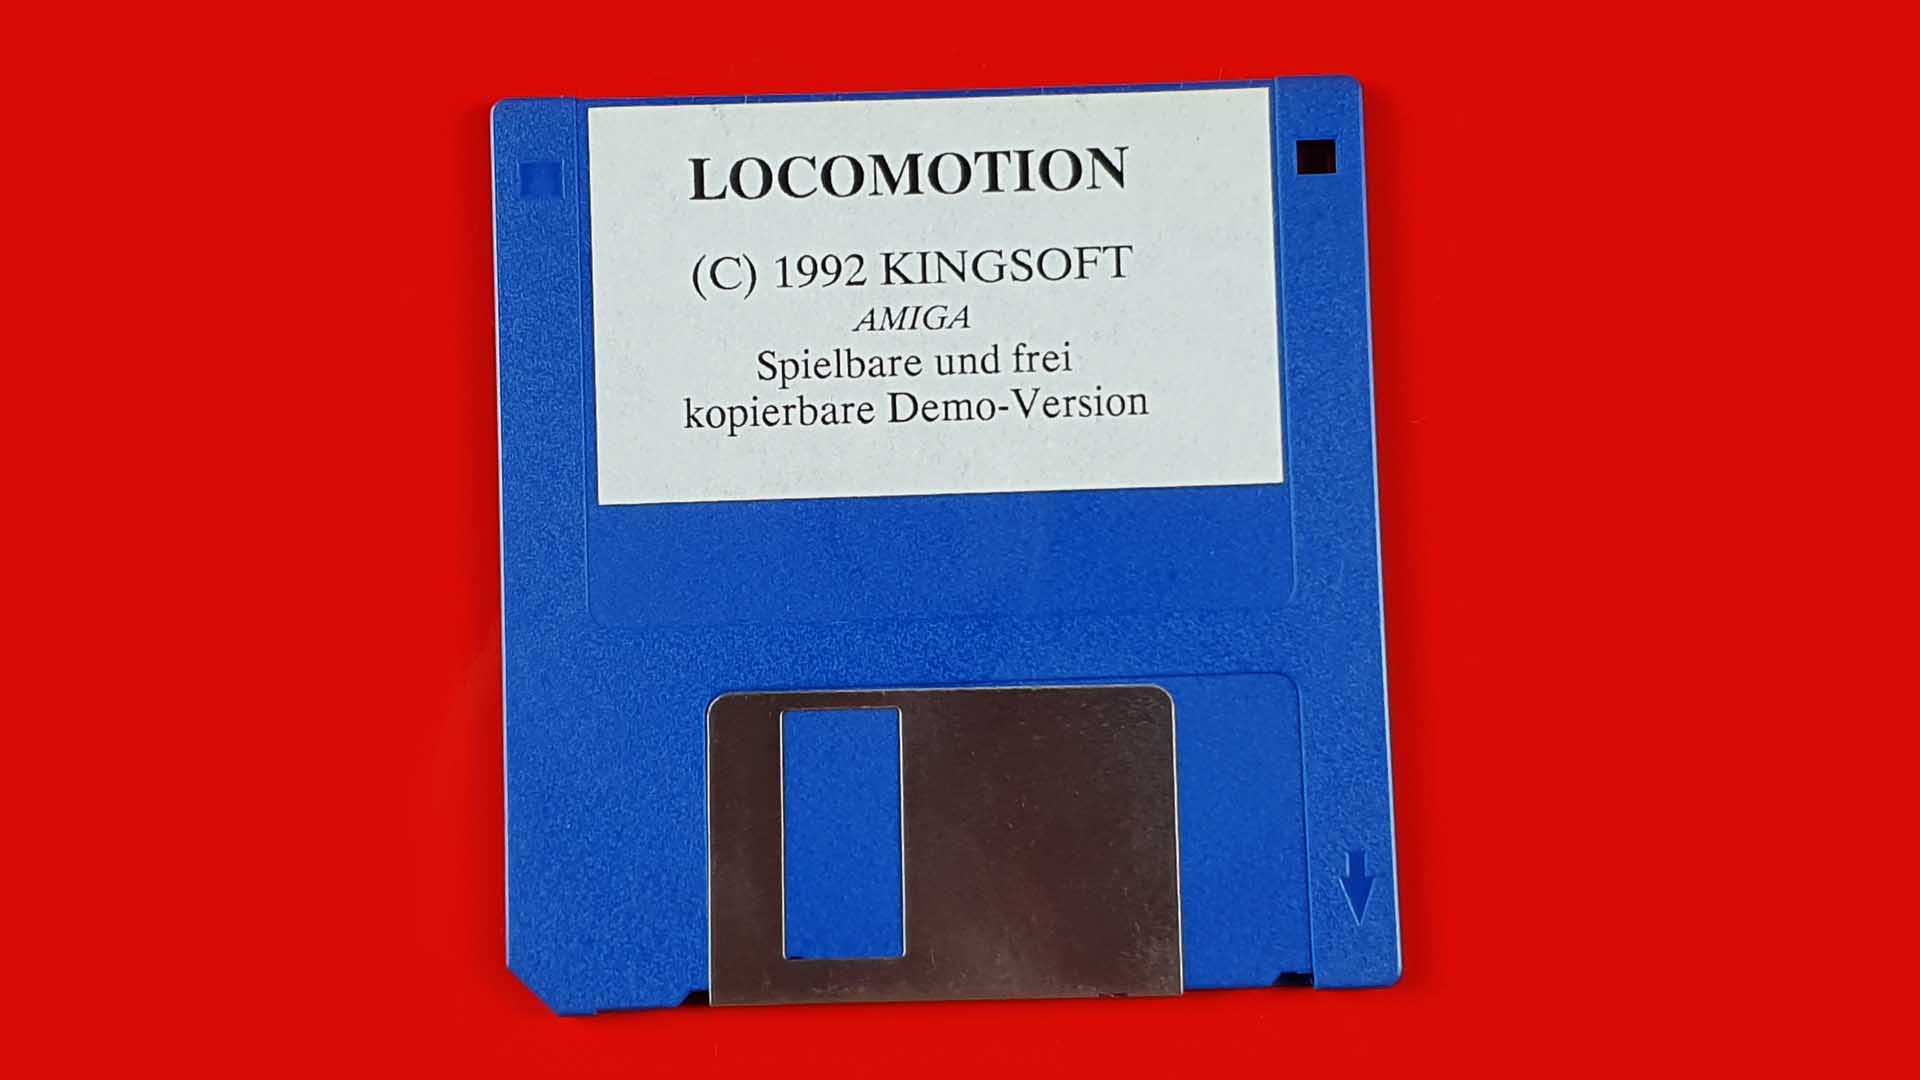 LOCOMOTION
(C) 1992 KINGSOFT
AMIGA
Spielbare und frei
kopierbare Demo-Version